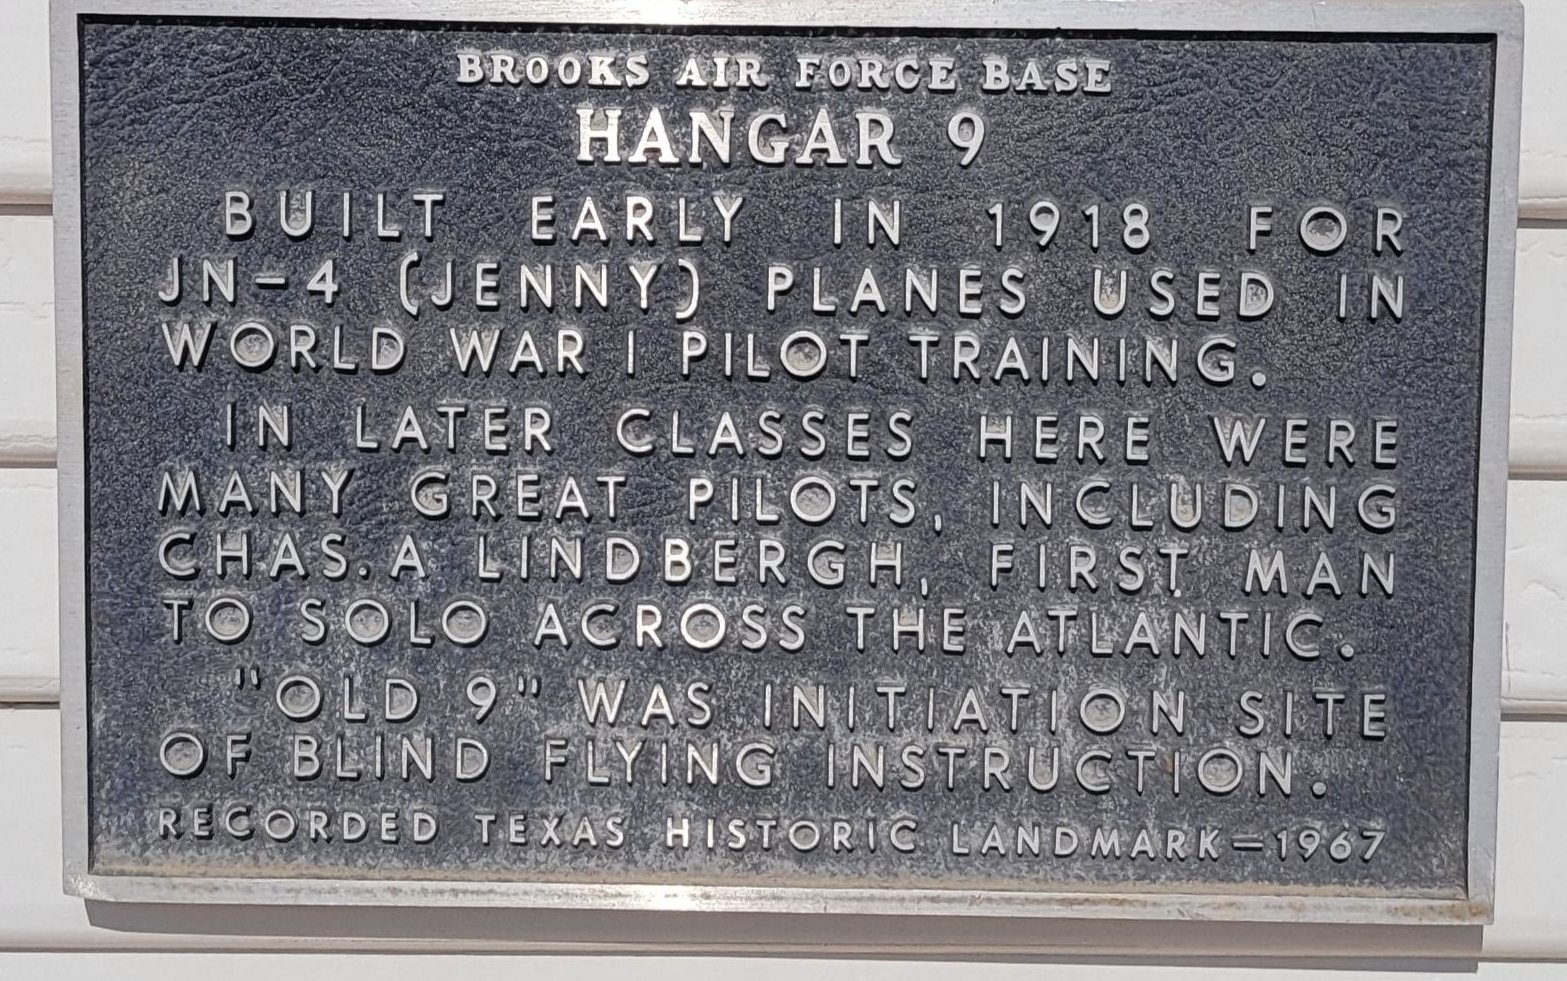 BROOKS AIR FORCE BASE
HANGAR 9
BUILT EARLY IN 1918 FOR
JN-4 (JENNY) PLANES USED IN
WORLD WAR I PILOT TRAINING.
IN LATER CLASSES HERE WERE
MANY GREAT PILOTS, INCLUDING
CHAS. A LINDBERGH, FIRST MAN
TO SOLO ACROSS THE ATLANTIC.
"OLD 9" WAS INITIATION SITE
OF BLIND FLYING INSTRUCTION.
RECORDED TEXAS HISTORIC LANDMARK-1967